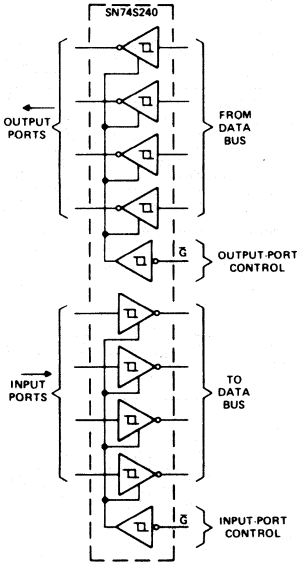 SN74S240
OUTPUT
PORTS
FROM
DATA
BUS
G̅
OUTPUT-PORT
CONTROL
INPUT
PORTS
TO
DATA
BUS
G̅
INPUT-PORT
CONTROL